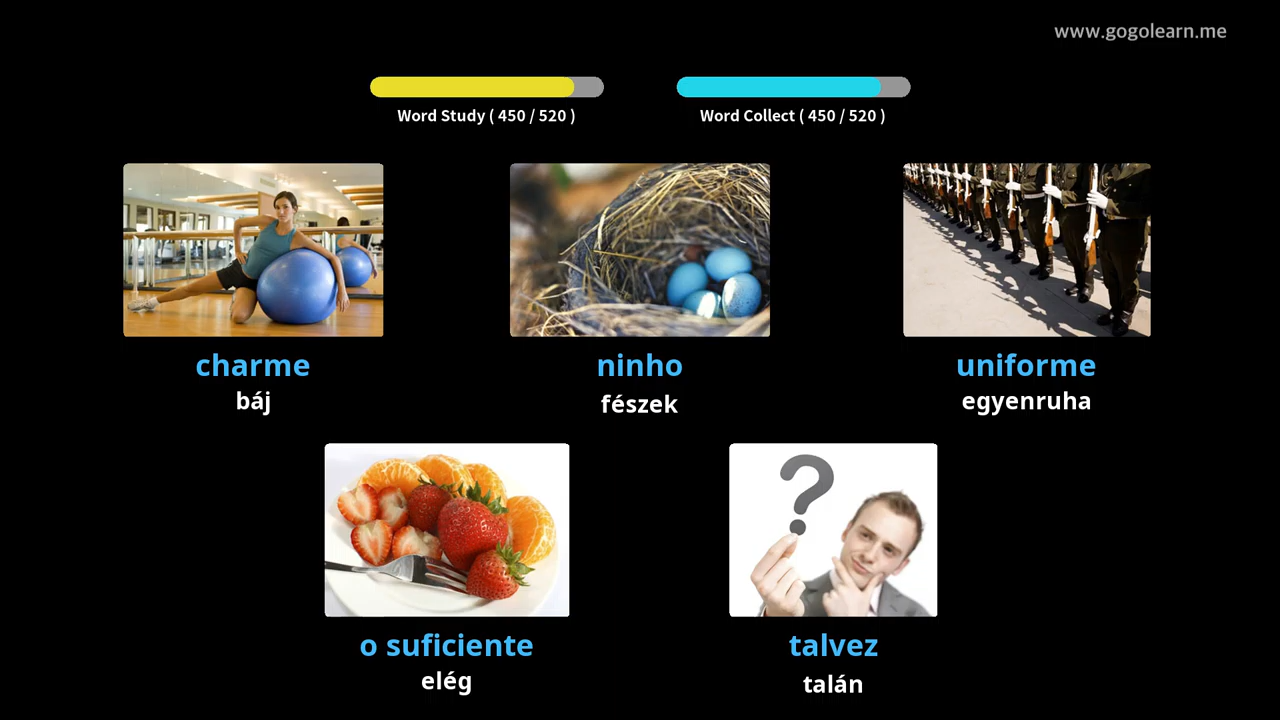 www.gogolearn.me
Word Study ( 450 / 520 )
Word Collect ( 450 / 520 )
charme
báj
ninho
fészek
uniforme
egyenruha
o suficiente
elég
talvez
talán